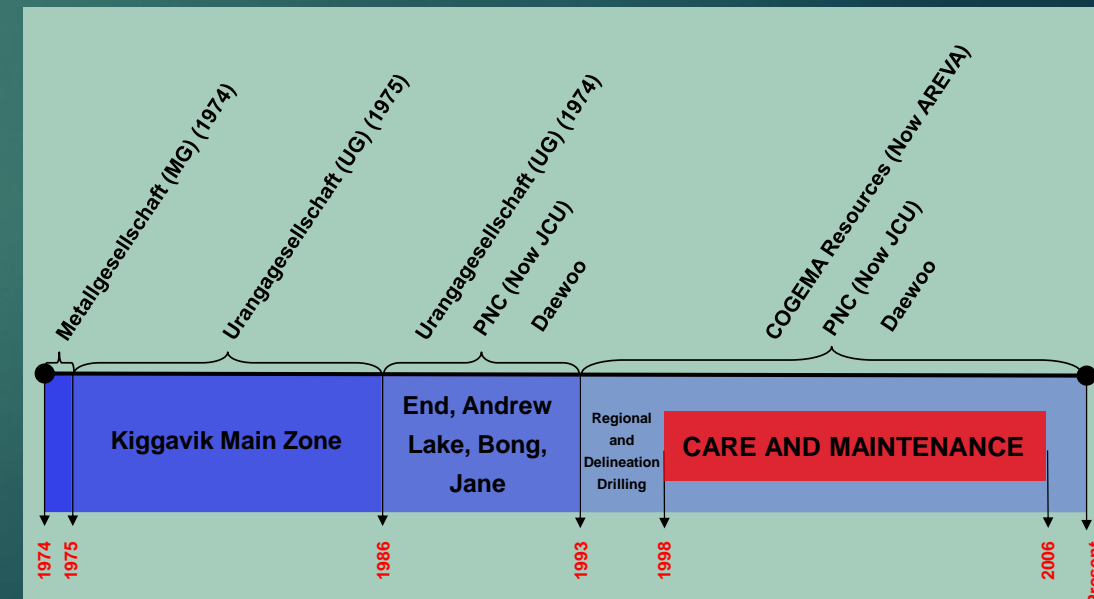 Metallgesellschaft (MG) (1974)
Urangagesellschaft (UG) (1975)
Urangagesellschaft (UG) (1974)
PNC (Now JCU)
Daewoo
COGEMA Resources (Now AREVA)
PNC (Now JCU)
Daewoo
Kiggavik Main Zone
End, Andrew
Lake, Bong,
Jane
Regional
and
Delineation
Drilling
CARE AND MAINTENANCE
1974
1975
1986
1993
1998
2006
Present